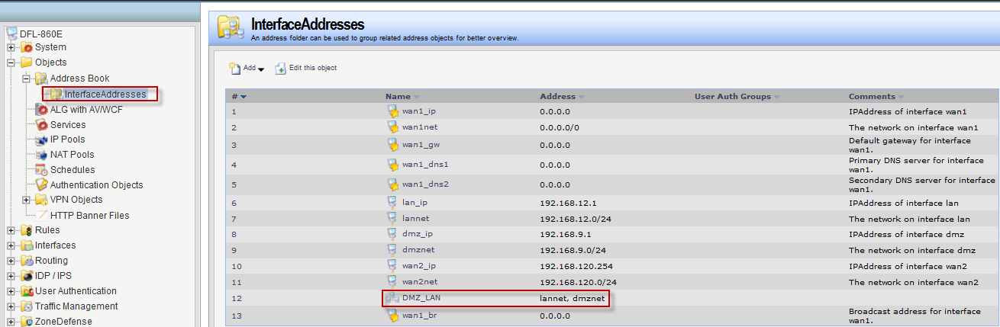 DFL-860E
System
Objects
Address Book
InterfaceAddresses
ALG with AV/WCF
Services
IP Pools
NAT Pools
Schedules
Authentication Objects
VPN Objects
HTTP Banner Files
Rules
Interfaces
Routing
IDP / IPS
User Authentication
Traffic Management
ZoneDefense
InterfaceAddresses
An address folder can be used to group related address objects for better overview.
Add Edit this object
# Name Address User Auth Groups Comments
1 wan1_ip 0.0.0.0 IPAddress of interface wan1
2 wan1net 0.0.0.0/0 The network on interface wan1
3 wan1_gw 0.0.0.0 Default gateway for interface
wan1.
4 wan1_dns1 0.0.0.0 Primary DNS server for interface
wan1.
5 wan1_dns2 0.0.0.0 Secondary DNS server for interface
wan1.
6 lan_ip 192.168.12.1 IPAddress of interface lan
7 lannet 192.168.12.0/24 The network on interface lan
8 dmz_ip 192.168.9.1 IPAddress of interface dmz
9 dmznet 192.168.9.0/24 The network on interface dmz
10 wan2_ip 192.168.120.254 IPAddress of interface wan2
11 wan2net 192.168.120.0/24 The network on interface wan2
12 DMZ_LAN lannet, dmznet
13 wan1_br 0.0.0.0 Broadcast address for interface
wan1.